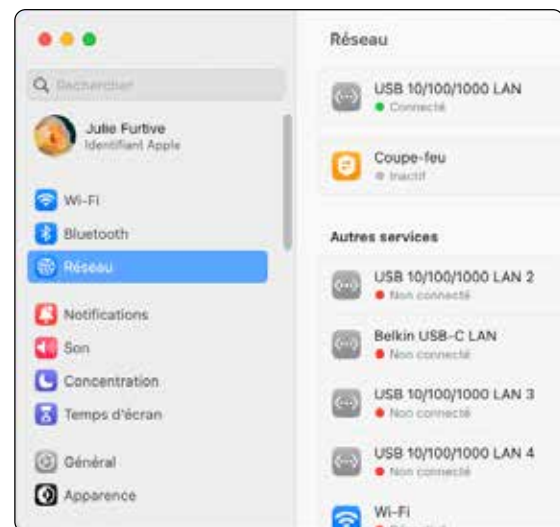 Réseau
Rechercher
USB 10/100/1000 LAN
Connecté
Julie Furtive
Identifiant Apple
Coupe-feu
Inactif
Wi-Fi
Bluetooth
Réseau
Autres services
USB 10/100/1000 LAN 2
Non connecté
Notifications
Son
Concentration
Temps d'écran
Belkin USB-C LAN
Non connecté
USB 10/100/1000 LAN 3
Non connecté
Général
Apparence
USB 10/100/1000 LAN 4
Non connecté
Wi-Fi